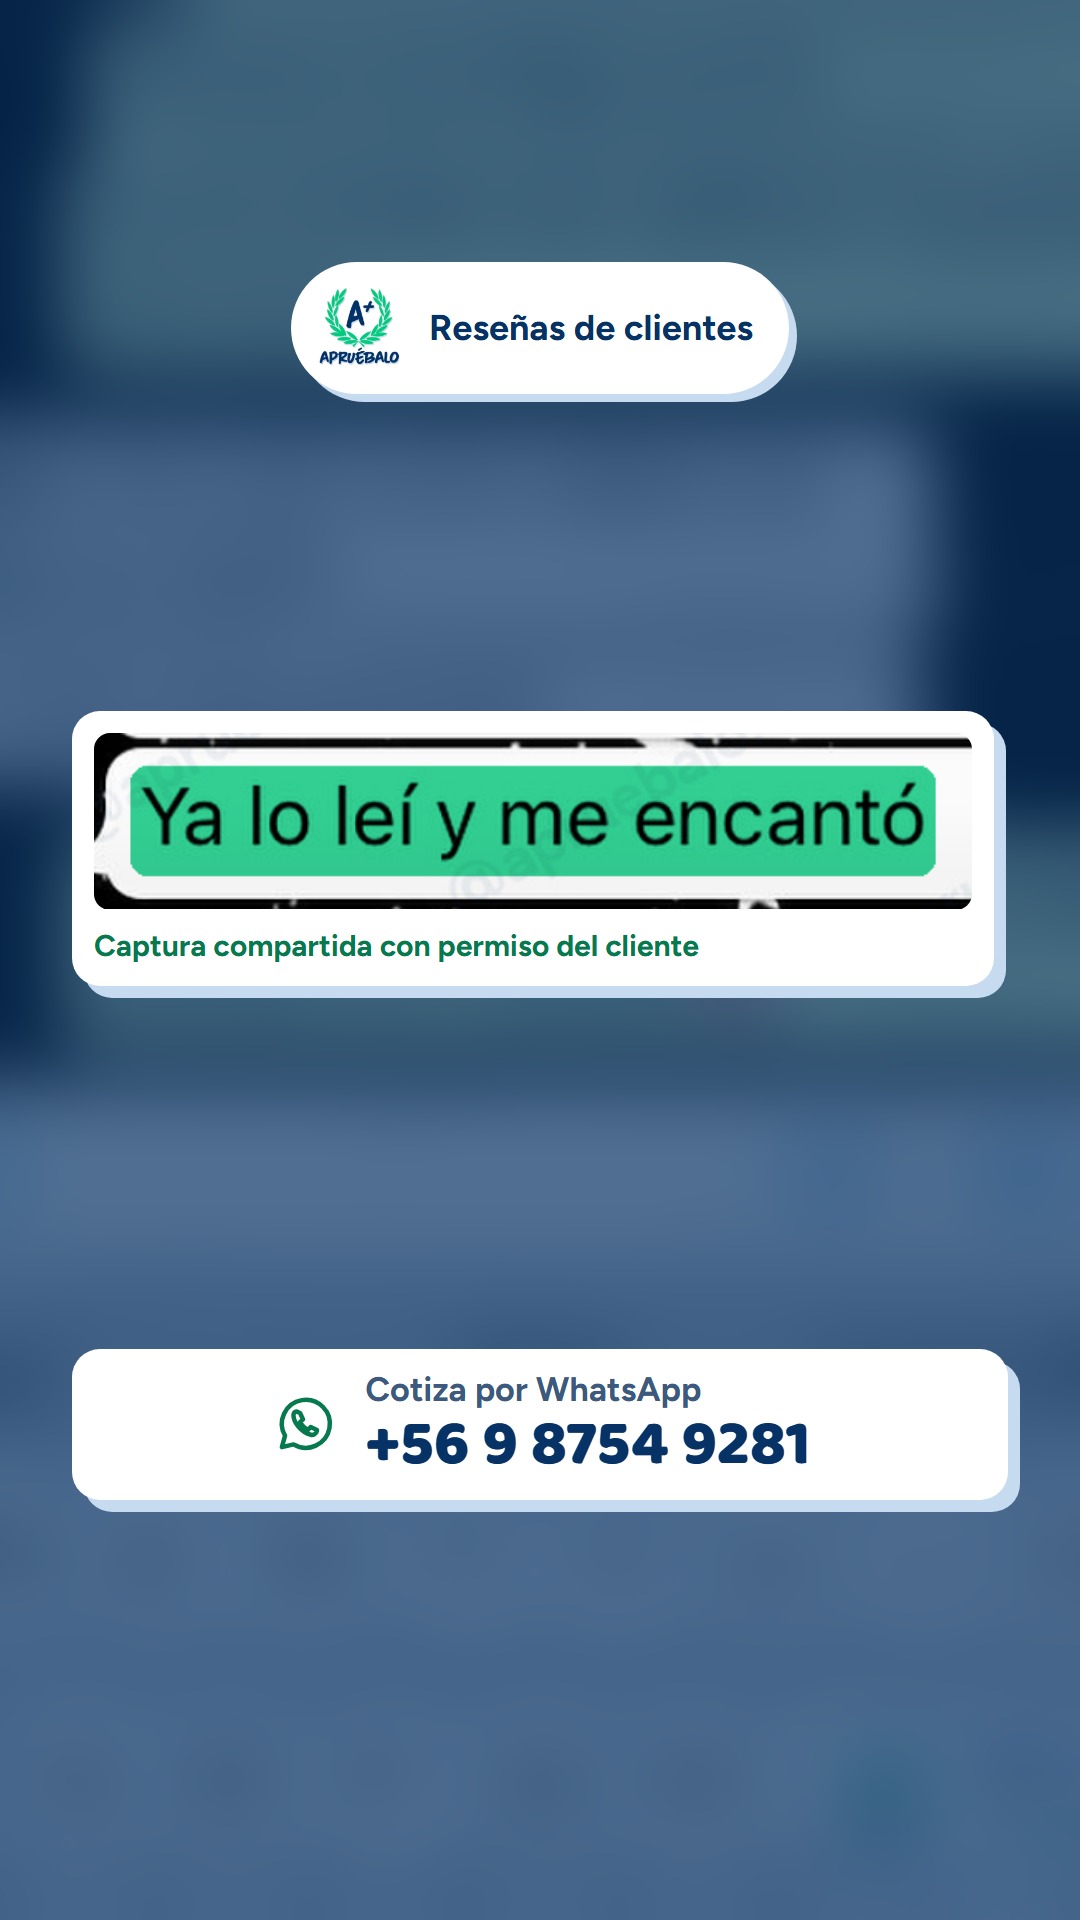 A+
APRUÉBALO
Reseñas de clientes
Ya lo leí y me encantó
@apruebalo
Captura compartida con permiso del cliente
Cotiza por WhatsApp
+56 9 8754 9281